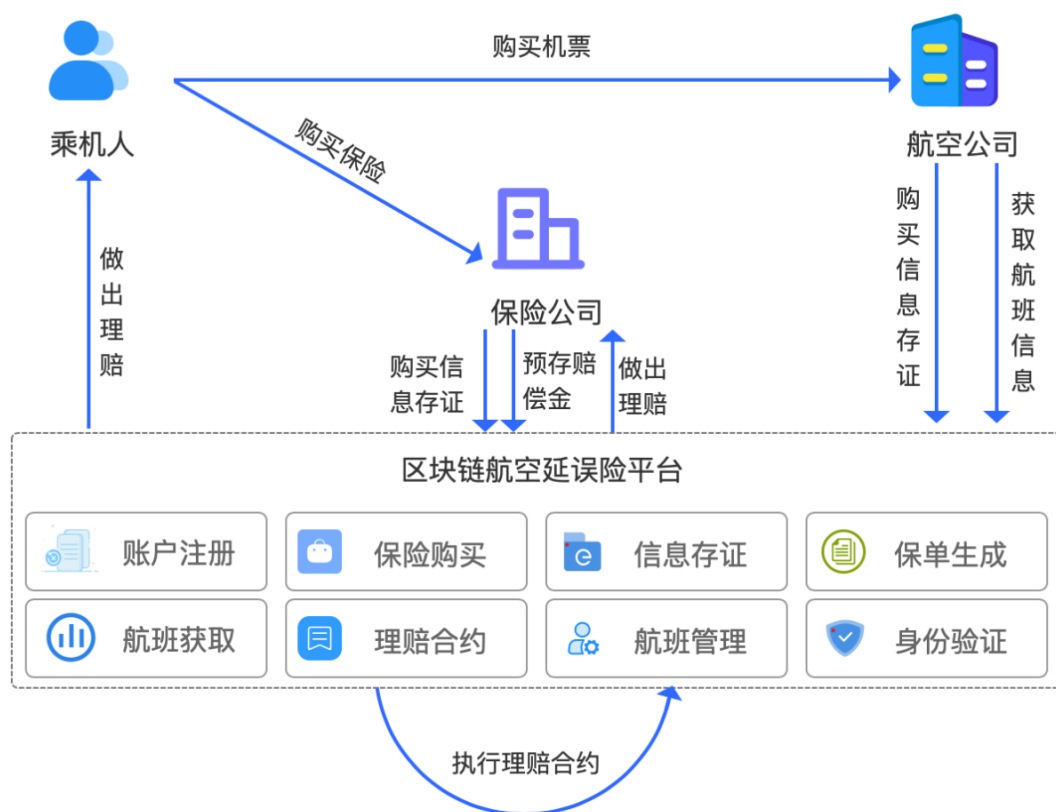 购买机票
乘机人
航空公司
购买保险
保险公司
做出理赔
购买信
息存证
预存赔
偿金
做出
理赔
购买信息存证
获取航班信息
区块链航空延误险平台
账户注册
保险购买
信息存证
保单生成
航班获取
理赔合约
航班管理
身份验证
执行理赔合约